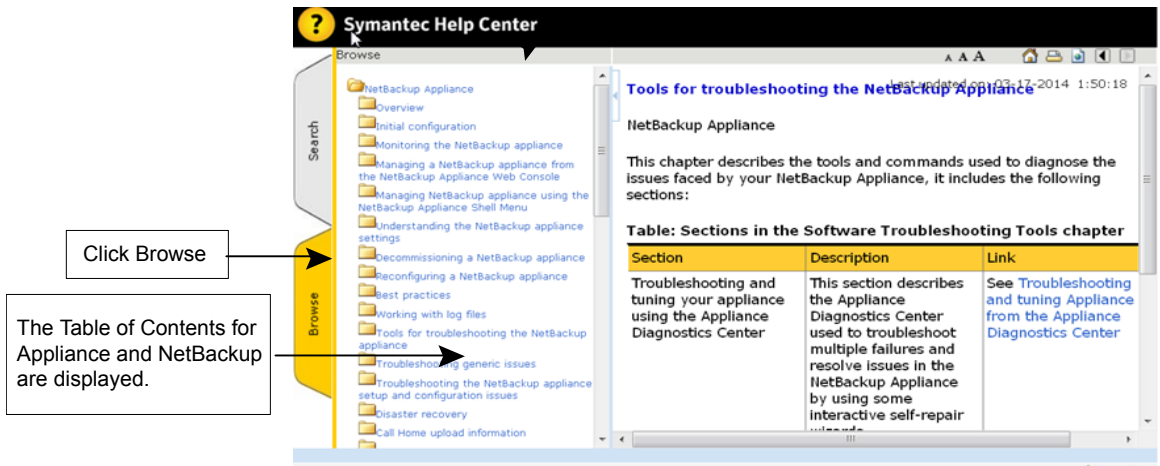 ?
Symantec Help Center
Browse
A A A
Search
Browse
NetBackup Appliance
Overview
Initial configuration
Monitoring the NetBackup appliance
Managing a NetBackup appliance from
the NetBackup Appliance Web Console
Managing NetBackup appliance using the
NetBackup Appliance Shell Menu
Understanding the NetBackup appliance
settings
Decommissioning a NetBackup appliance
Reconfiguring a NetBackup appliance
Best practices
Working with log files
Tools for troubleshooting the NetBackup
appliance
Troubleshooting generic issues
Troubleshooting the NetBackup appliance
setup and configuration issues
Disaster recovery
Call Home upload information
Last updated on: 03-17-2014 1:50:18
Tools for troubleshooting the NetBackup Appliance
NetBackup Appliance
This chapter describes the tools and commands used to diagnose the
issues faced by your NetBackup Appliance, it includes the following
sections:
Table: Sections in the Software Troubleshooting Tools chapter
Section
Description
Link
Troubleshooting and
tuning your appliance
using the Appliance
Diagnostics Center
This section describes
the Appliance
Diagnostics Center
used to troubleshoot
multiple failures and
resolve issues in the
NetBackup Appliance
by using some
interactive self-repair
wizards
See Troubleshooting
and tuning Appliance
from the Appliance
Diagnostics Center
Click Browse
The Table of Contents for
Appliance and NetBackup
are displayed.